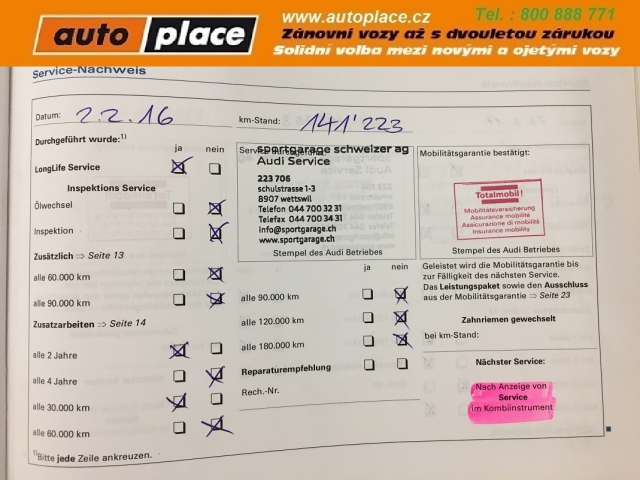 auto place
www.autoplace.cz
Tel. : 800 888 771
Zánovní vozy až s dvouletou zárukou
Solidní volba mezi novými a ojetými vozy
Service-Nachweis
Datum: 2.2.16
km-Stand: 141'223
Durchgeführt wurde:1)
ja nein
LongLife Service
Inspektions Service
Ölwechsel
Inspektion
Zusätzlich ⇒ Seite 13
alle 60.000 km
alle 90.000 km
Zusatzarbeiten ⇒ Seite 14
alle 2 Jahre
alle 4 Jahre
alle 30.000 km
alle 60.000 km
1)Bitte jede Zeile ankreuzen.
sportgarage schweizer ag
Audi Service
223 706
schulstrasse 1-3
8907 wettswil
Telefon 044 700 32 31
Telefax 044 700 34 31
info@sportgarage.ch
www.sportgarage.ch
Stempel des Audi Betriebes
ja nein
alle 90.000 km
alle 120.000 km
alle 180.000 km
Reparaturempfehlung
Rech.-Nr.
Mobilitätsgarantie bestätigt:
Totalmobil!
Mobilitätsversicherung
Assurance mobilité
Assicurazione di mobilità
Insurance mobility
Stempel des Audi Betriebes
Geleistet wird die Mobilitätsgarantie bis
zur Fälligkeit des nächsten Service.
Das Leistungspaket sowie den Ausschluss
aus der Mobilitätsgarantie ⇒ Seite 23
Zahnriemen gewechselt
bei km-Stand:
Nächster Service:
Nach Anzeige von
Service
im Kombiinstrument